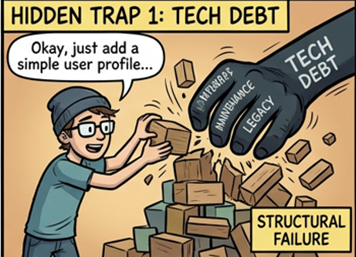 HIDDEN TRAP 1: TECH DEBT
Okay, just add a
simple user profile...
TECH
DEBT
MAINTENANCE
LEGACY
STRUCTURAL
FAILURE